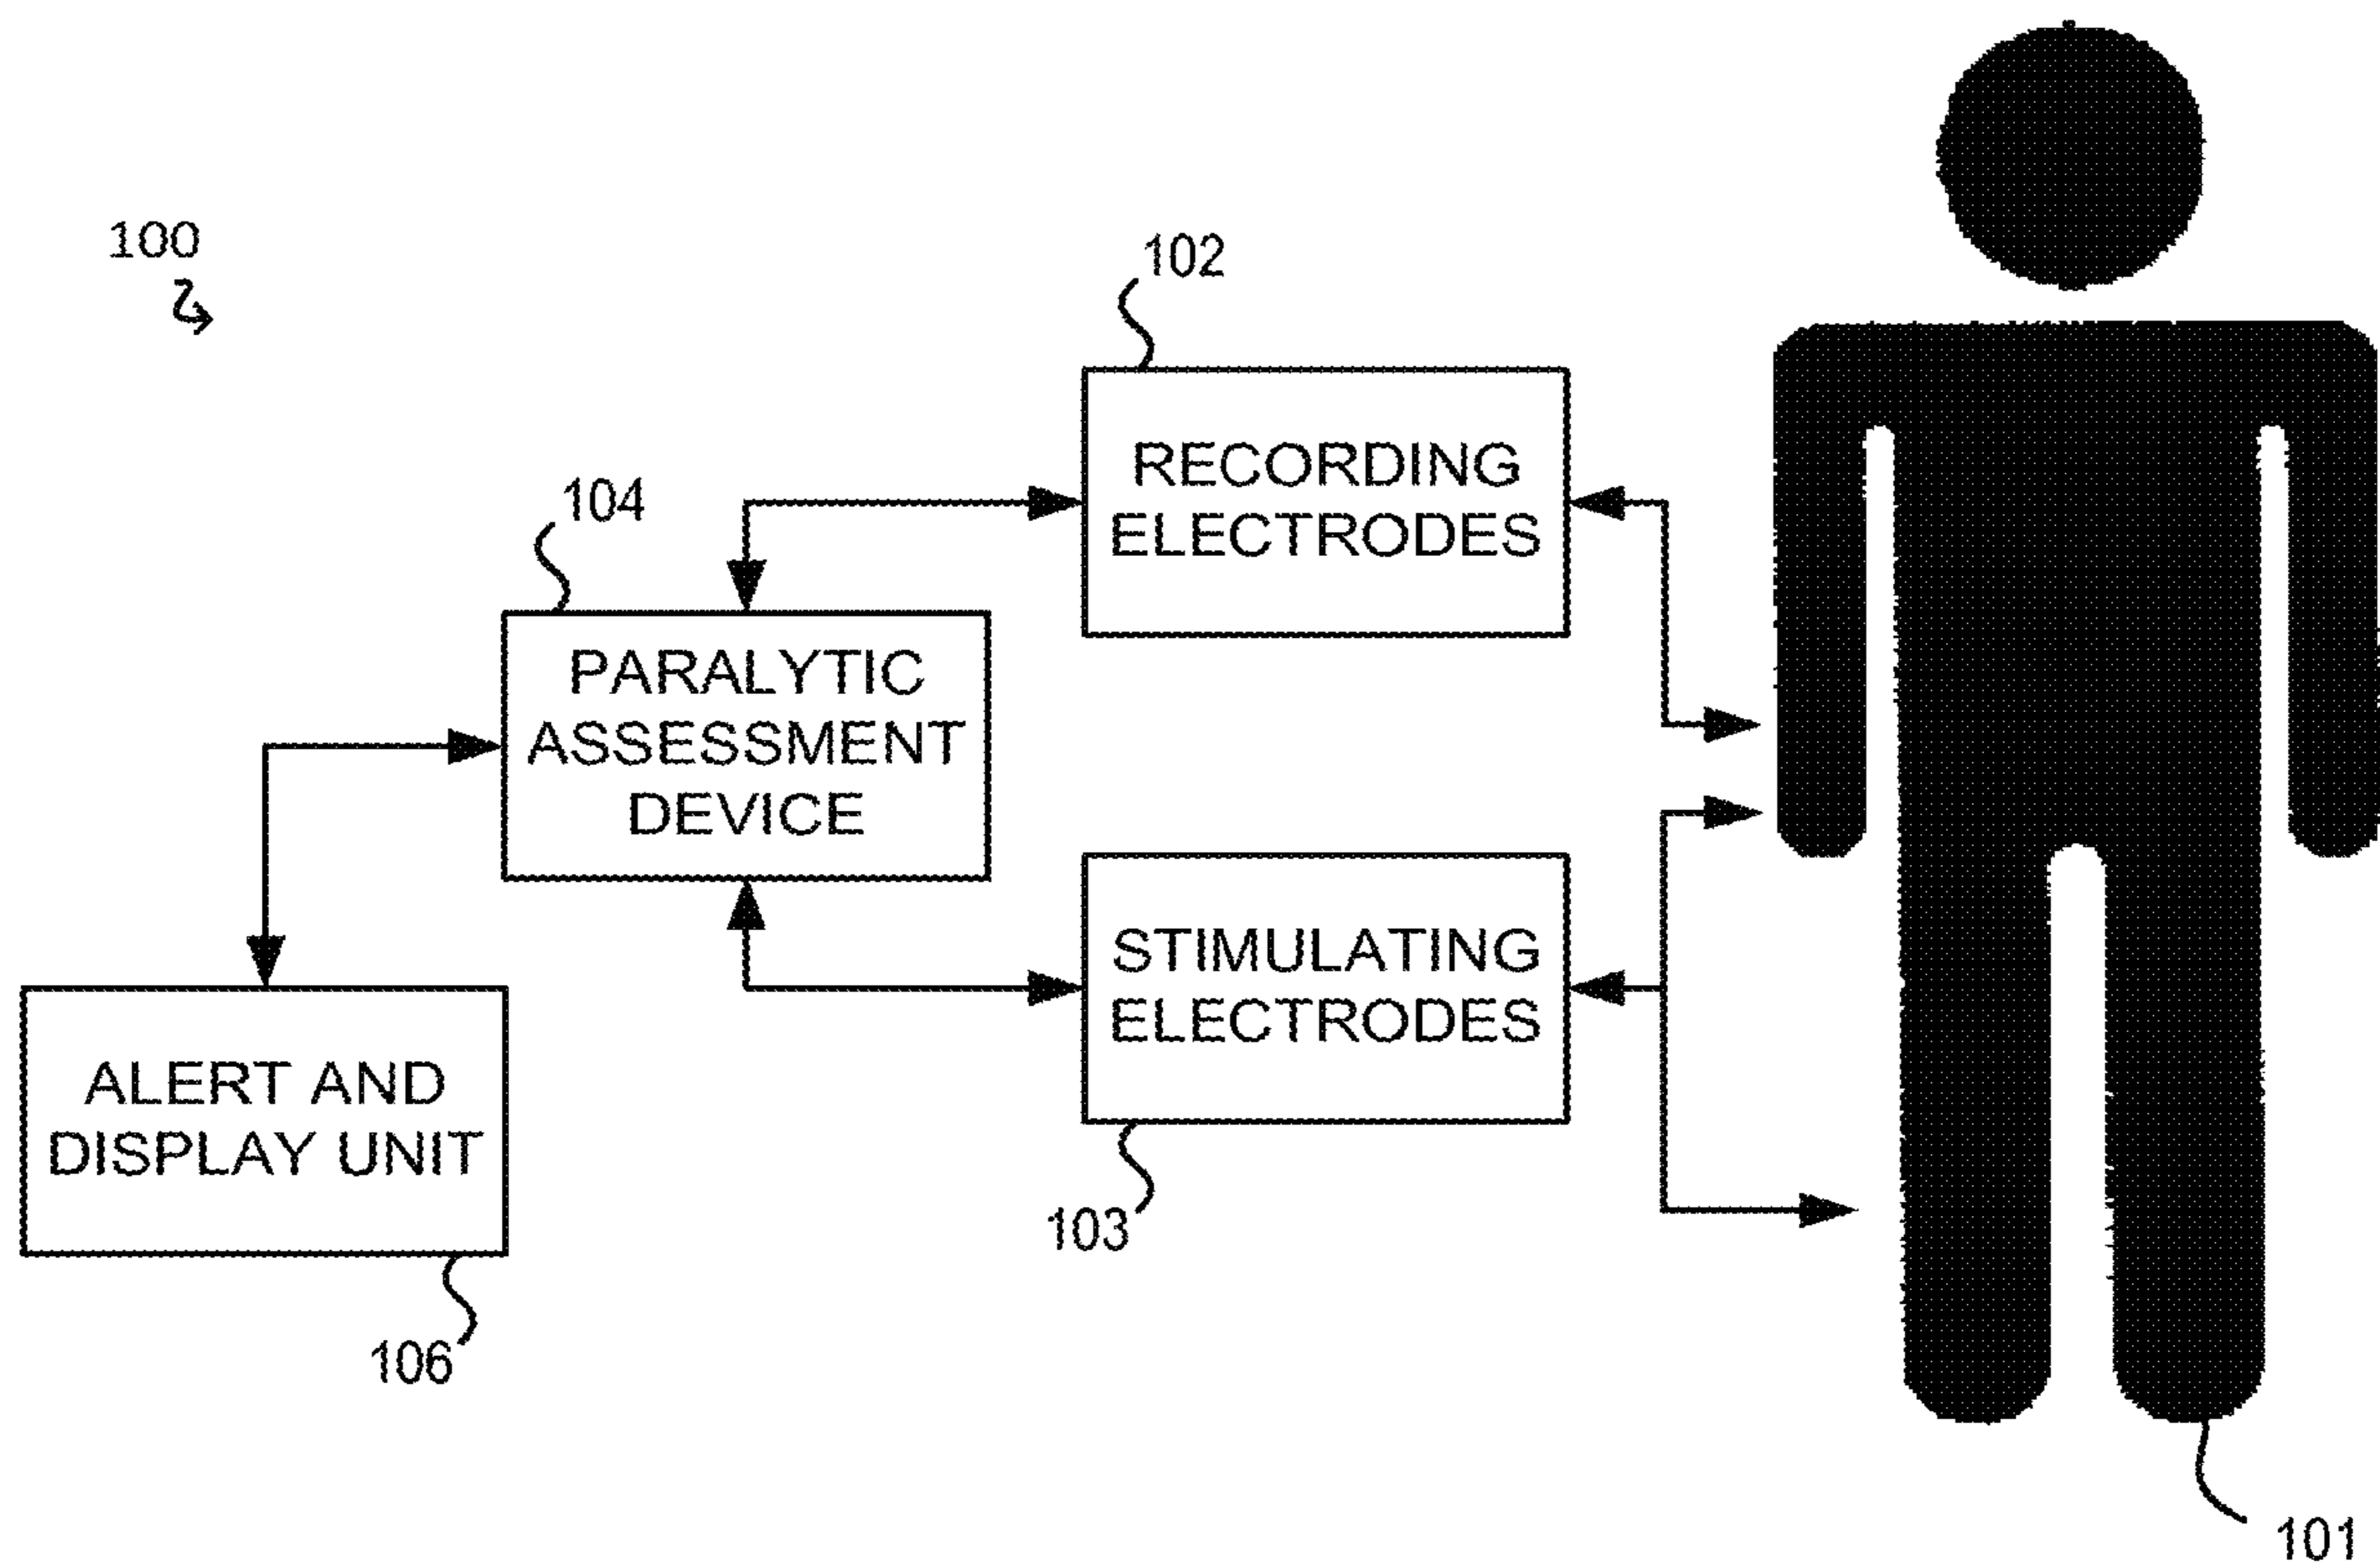 100
102
RECORDING
ELECTRODES
104
PARALYTIC
ASSESSMENT
DEVICE
STIMULATING
ELECTRODES
103
ALERT AND
DISPLAY UNIT
106
101